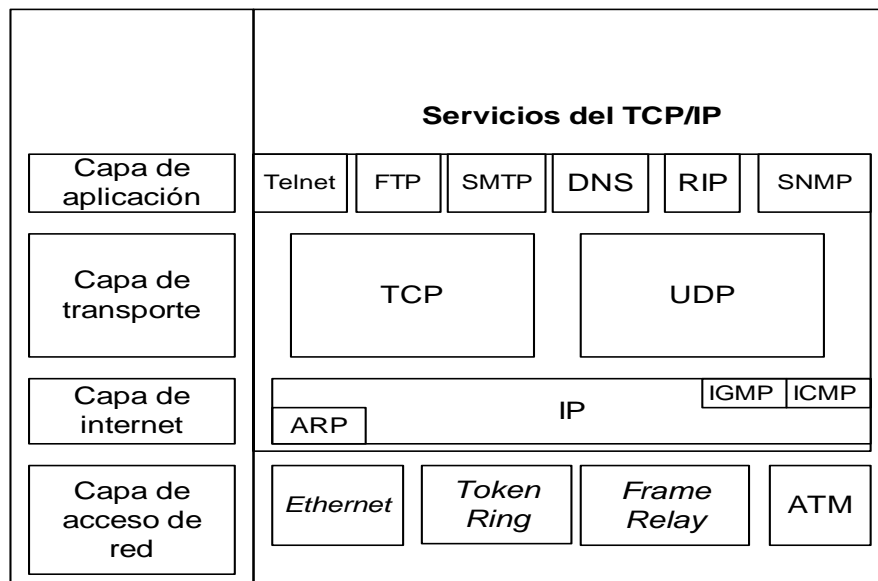 Servicios del TCP/IP
Capa de
aplicación
Telnet
FTP
SMTP
DNS
RIP
SNMP
Capa de
transporte
TCP
UDP
Capa de
internet
ARP
IP
IGMP
ICMP
Capa de
acceso de
red
Ethernet
Token
Ring
Frame
Relay
ATM